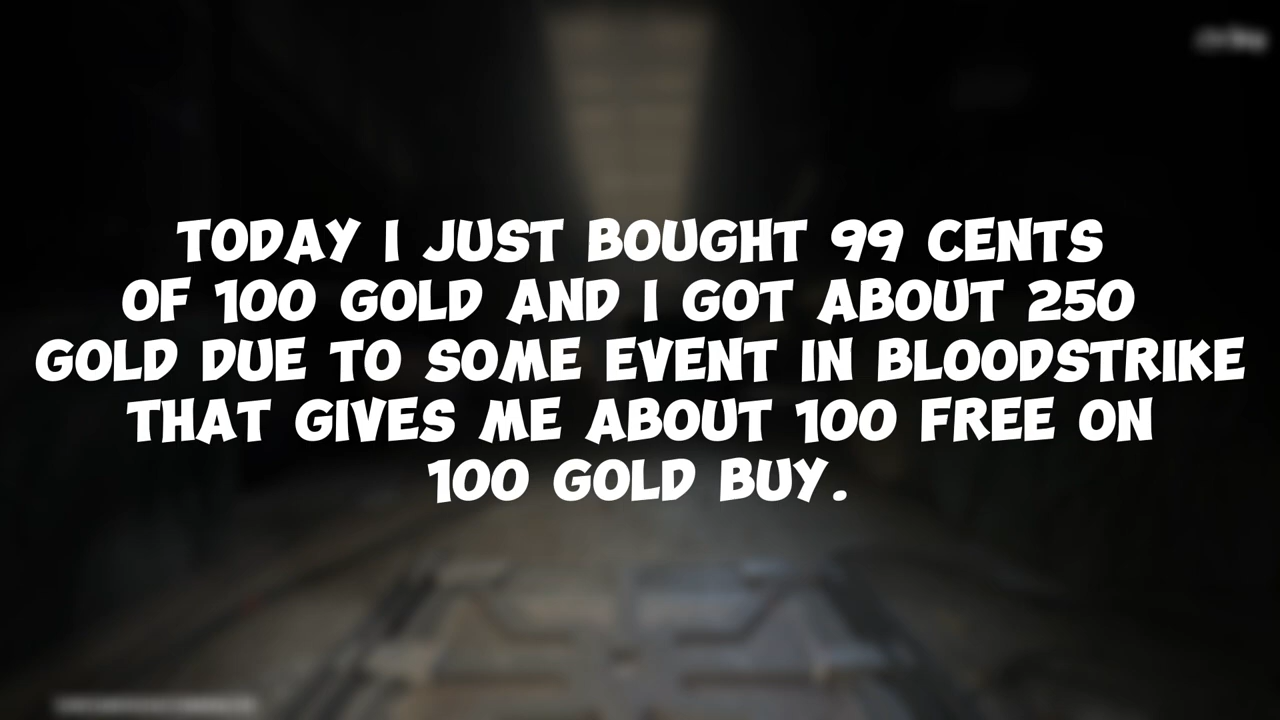 TODAY I JUST BOUGHT 99 CENTS
OF 100 GOLD AND I GOT ABOUT 250
GOLD DUE TO SOME EVENT IN BLOODSTRIKE
THAT GIVES ME ABOUT 100 FREE ON
100 GOLD BUY.